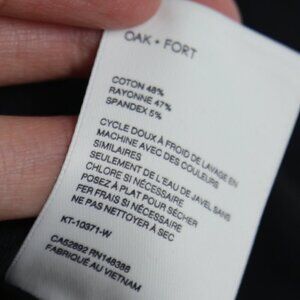 OAK + FORT
COTON 48%
RAYONNE 47%
SPANDEX 5%
CYCLE DOUX À FROID DE LAVAGE EN
MACHINE AVEC DES COULEURS
SIMILAIRES
SEULEMENT DE L'EAU DE JAVEL SANS
CHLORE SI NÉCESSAIRE
POSEZ À PLAT POUR SÉCHER
FER FRAIS SI NÉCESSAIRE
NE PAS NETTOYER À SEC
KT-10371-W
CA52892 RN148388
FABRIQUÉ AU VIETNAM